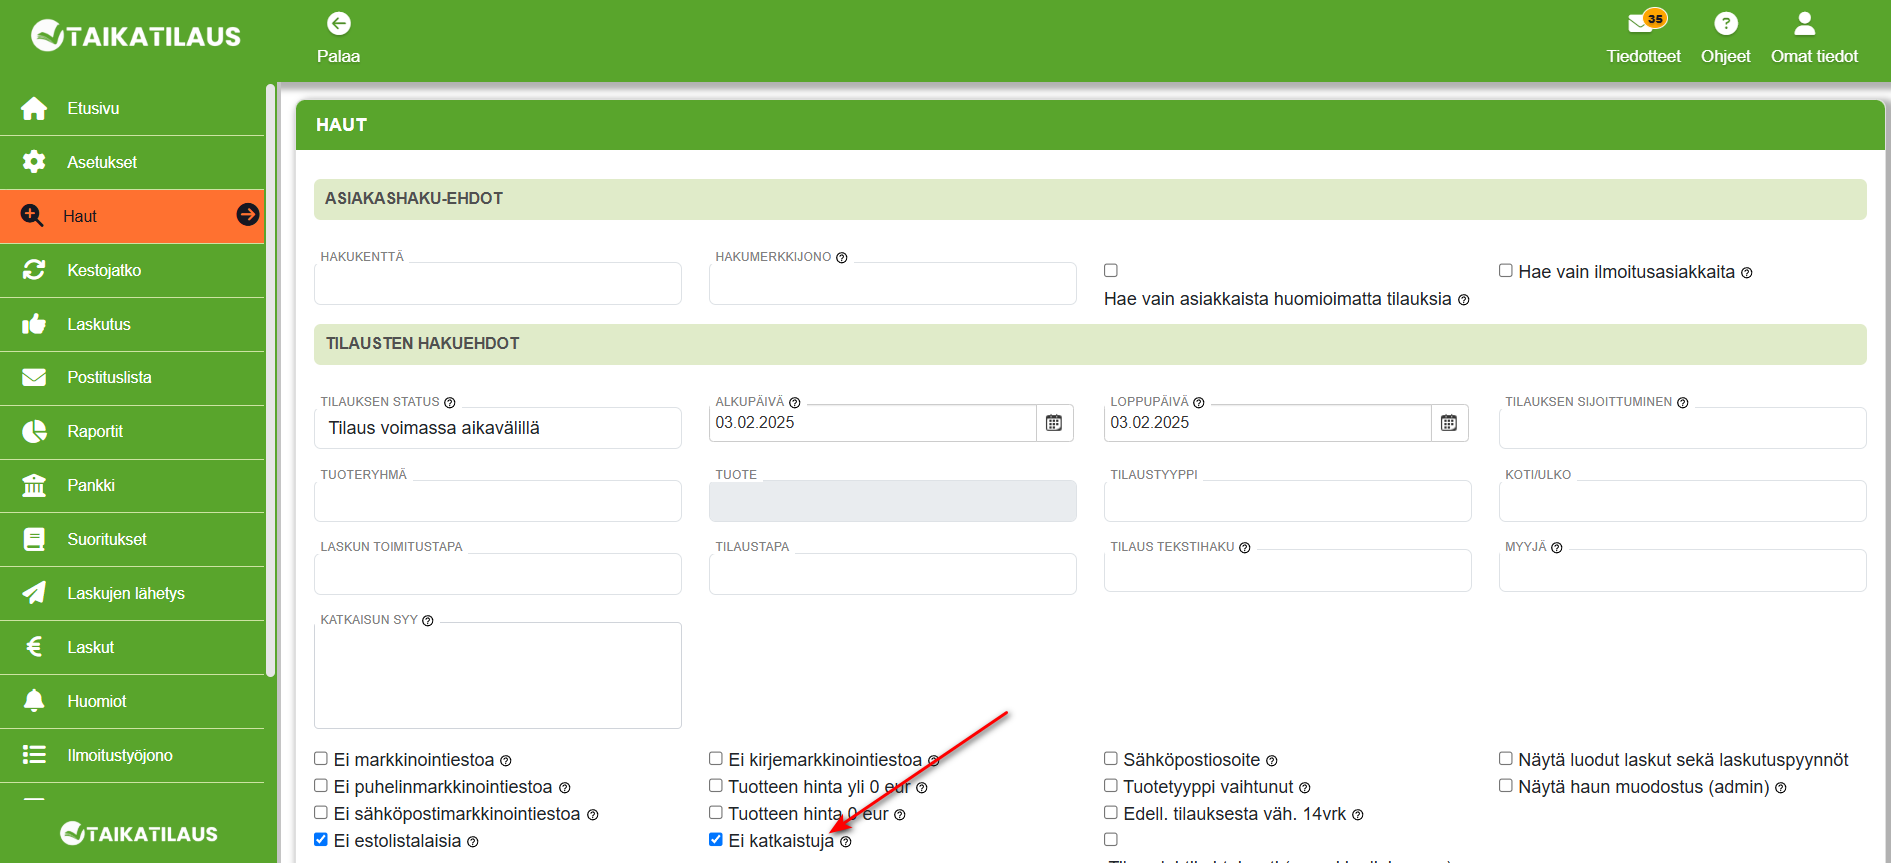 TAIKATILAUS
Palaa
35
Tiedotteet
Ohjeet
Omat tiedot
Etusivu
Asetukset
Haut
Kestojatko
Laskutus
Postituslista
Raportit
Pankki
Suoritukset
Laskujen lähetys
Laskut
Huomiot
Ilmoitustyöjono
TAIKATILAUS
HAUT
ASIAKASHAKU-EHDOT
HAKUKENTTÄ
HAKUMERKKIJONO
Hae vain asiakkaista huomioimatta tilauksia
Hae vain ilmoitusasiakkaita
TILAUSTEN HAKUEHDOT
TILAUKSEN STATUS
Tilaus voimassa aikavälillä
ALKUPÄIVÄ
03.02.2025
LOPPUPÄIVÄ
03.02.2025
TILAUKSEN SIJOITTUMINEN
TUOTERYHMÄ
TUOTE
TILAUSTYYPPI
KOTI/ULKO
LASKUN TOIMITUSTAPA
TILAUSTAPA
TILAUS TEKSTIHAKU
MYYJÄ
KATKAISUN SYY
Ei markkinointiestoa
Ei kirjemarkkinointiestoa
Sähköpostiosoite
Näytä luodut laskut sekä laskutuspyynnöt
Ei puhelinmarkkinointiestoa
Tuotteen hinta yli 0 eur
Tuotetyyppi vaihtunut
Näytä haun muodostus (admin)
Ei sähköpostimarkkinointiestoa
Tuotteen hinta 0 eur
Edell. tilauksesta väh. 14vrk
Ei estolistalaisia
Ei katkaistuja